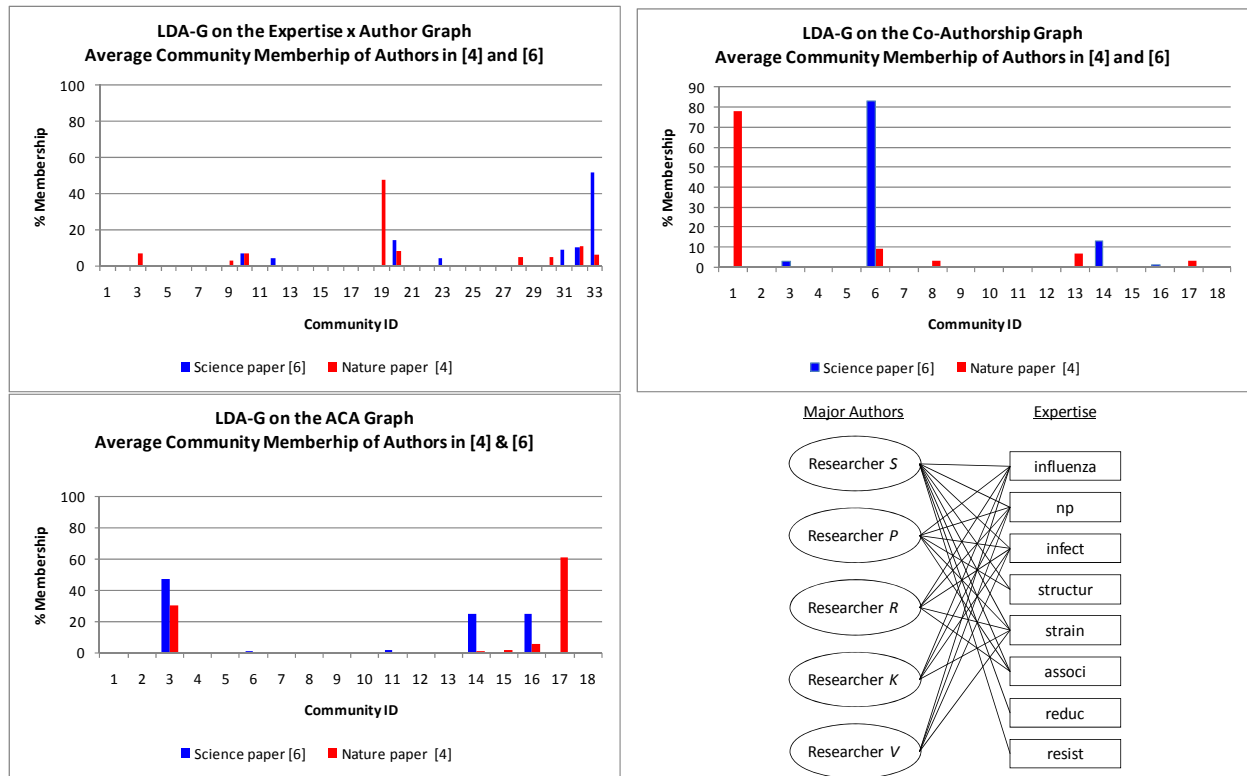 LDA-G on the Expertise x Author Graph
Average Community Memberhip of Authors in [4] and [6]
100
80
60
40
20
0
% Membership
1 3 5 7 9 11 13 15 17 19 21 23 25 27 29 31 33
Community ID
Science paper [6] Nature paper [4]
LDA-G on the Co-Authorship Graph
Average Community Memberhip of Authors in [4] and [6]
90
80
70
60
50
40
30
20
10
0
% Membership
1 2 3 4 5 6 7 8 9 10 11 12 13 14 15 16 17 18
Community ID
Science paper [6] Nature paper [4]
LDA-G on the ACA Graph
Average Community Memberhip of Authors in [4] & [6]
100
80
60
40
20
0
% Membership
1 2 3 4 5 6 7 8 9 10 11 12 13 14 15 16 17 18
Community ID
Science paper [6] Nature paper [4]
Major Authors Expertise
Researcher S
Researcher P
Researcher R
Researcher K
Researcher V
influenza
np
infect
structur
strain
associ
reduc
resist